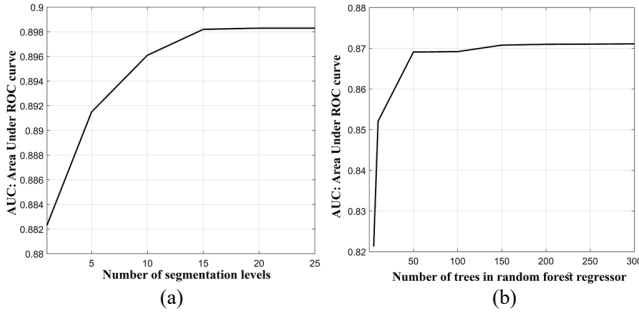 0.9
0.898
0.896
0.894
0.892
0.89
0.888
0.886
0.884
0.882
0.88
AUC: Area Under ROC curve
5 10 15 20 25
Number of segmentation levels
(a)
0.88
0.87
0.86
0.85
0.84
0.83
0.82
AUC: Area Under ROC curve
50 100 150 200 250 300
Number of trees in random forest regressor
(b)